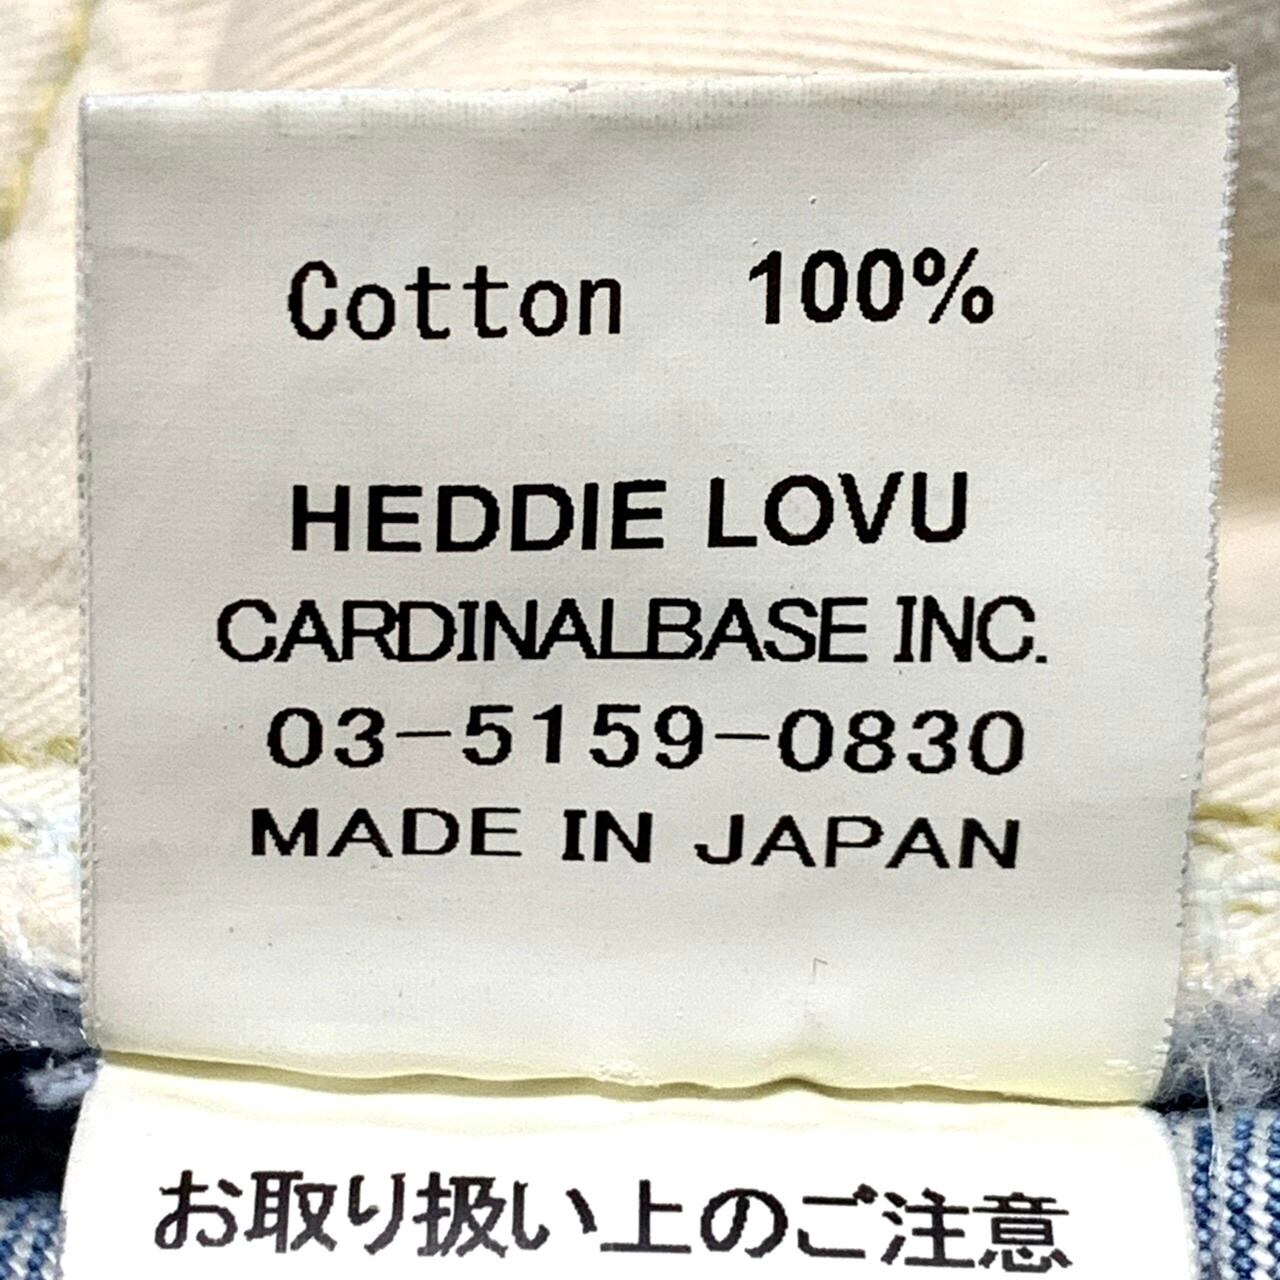 Cotton 100%
HEDDIE LOVU
CARDINALBASE INC.
03-5159-0830
MADE IN JAPAN
お取り扱い上のご注意